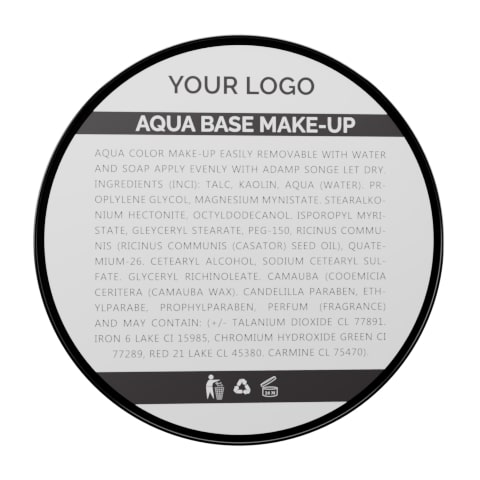 YOUR LOGO
AQUA BASE MAKE-UP
AQUA COLOR MAKE-UP EASILY REMOVABLE WITH WATER
AND SOAP APPLY EVENLY WITH ADAMP SONGE LET DRY.
INGREDIENTS (INCI): TALC, KAOLIN, AQUA (WATER). PR-
OPLYLENE GLYCOL, MAGNESIUM MYNISTATE. STEARALKO-
NIUM HECTONITE, OCTYLDODECANOL. ISPOROPYL MYRI-
STATE, GLEYCERYL STEARATE, PEG-150, RICINUS COMMU-
NIS (RICINUS COMMUNIS (CASATOR) SEED OIL), QUATE-
MIUM-26. CETEARYL ALCOHOL, SODIUM CETEARYL SUL-
FATE. GLYCERYL RICHINOLEATE. CAMAUBA (COOEMICIA
CERITERA (CAMAUBA WAX). CANDELILLA PARABEN, ETH-
YLPARABE, PROPHYLPARABEN, PERFUM (FRAGRANCE)
AND MAY CONTAIN: (+/- TALANIUM DIOXIDE CL 77891.
IRON 6 LAKE CI 15985, CHROMIUM HYDROXIDE GREEN CI
77289, RED 21 LAKE CL 45380. CARMINE CL 75470).
24 M